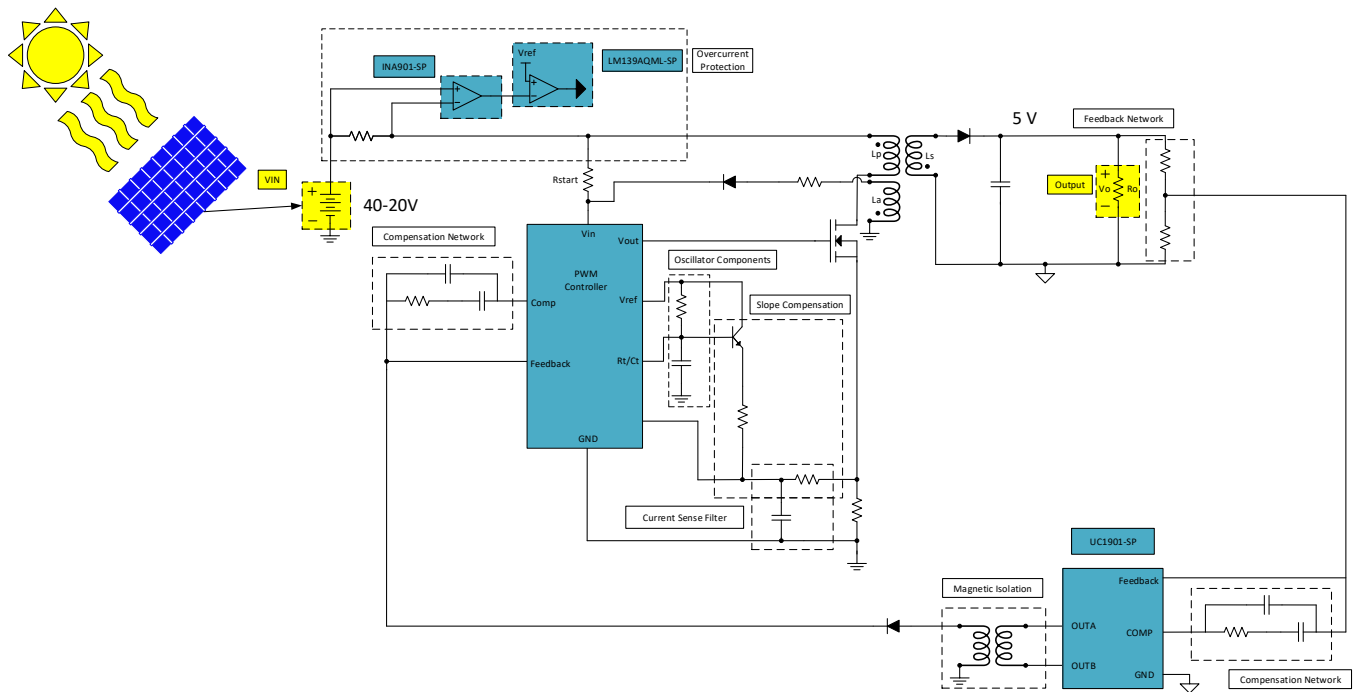 Vref
INA901-SP
LM139AQML-SP
Overcurrent
Protection
+
−
+
−
VIN
+
−
40-20V
Rstart
Lp
Ls
La
5 V
Feedback Network
Output
+
Vo
−
Ro
Compensation Network
Vin
Vout
PWM
Controller
Comp
Vref
Feedback
Rt/Ct
GND
Oscillator Components
Slope Compensation
Current Sense Filter
UC1901-SP
Magnetic Isolation
Feedback
OUTA
COMP
OUTB
GND
Compensation Network